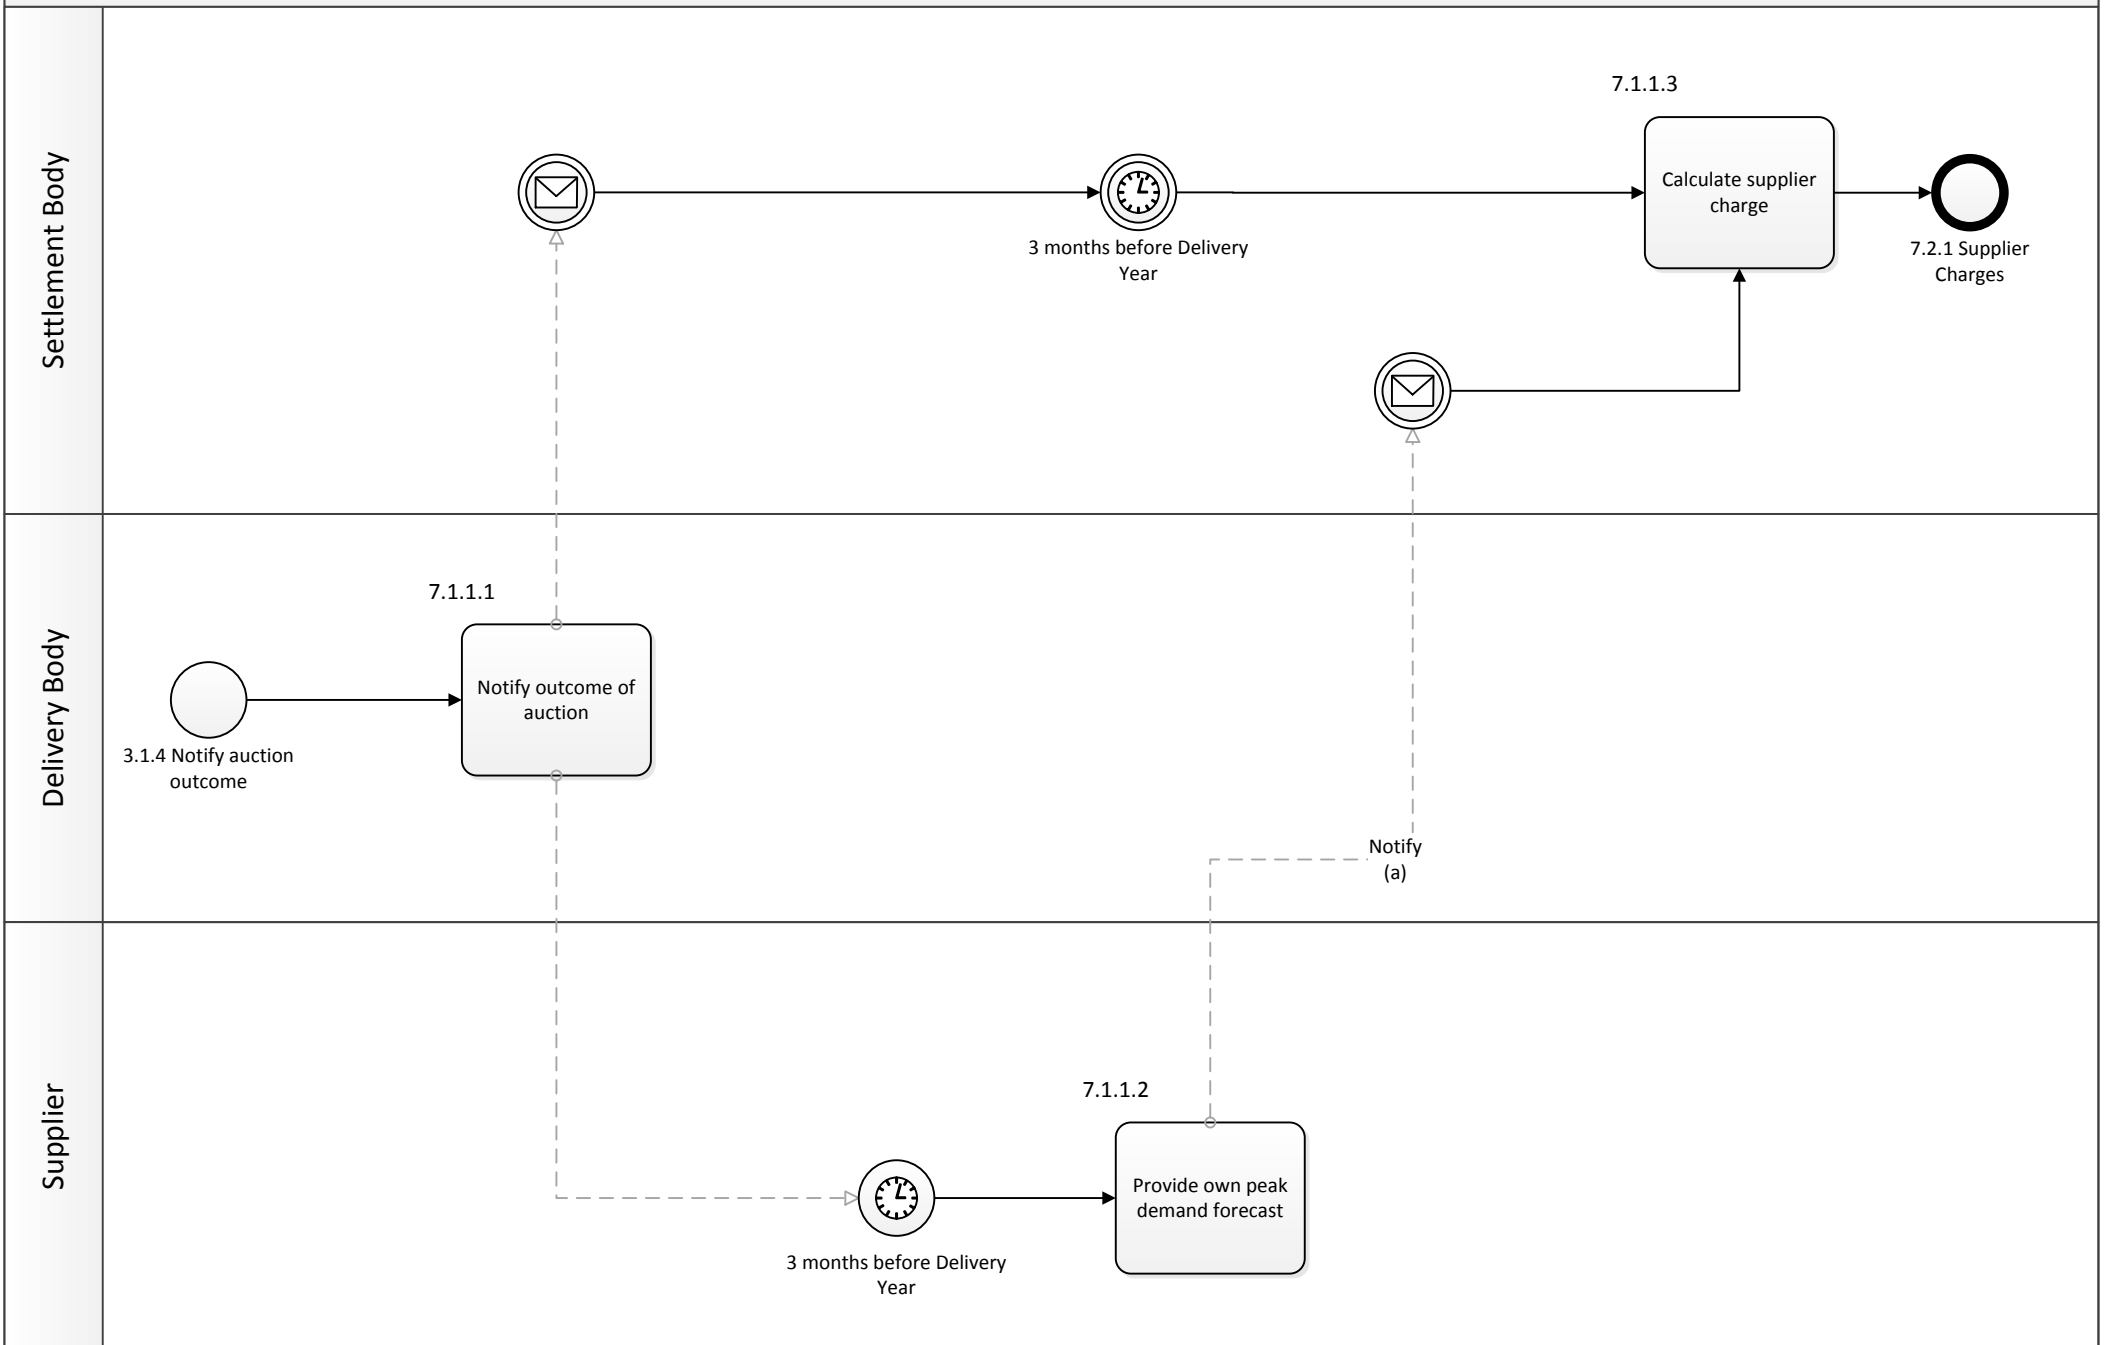 Settlement Body
7.1.1.3
Calculate supplier
charge
3 months before Delivery
Year
7.2.1 Supplier
Charges
Delivery Body
7.1.1.1
Notify outcome of
auction
3.1.4 Notify auction
outcome
Notify
(a)
Supplier
7.1.1.2
Provide own peak
demand forecast
3 months before Delivery
Year